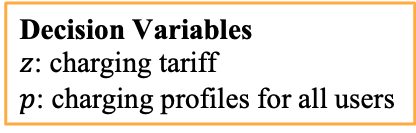 Decision Variables
z: charging tariff
p: charging profiles for all users